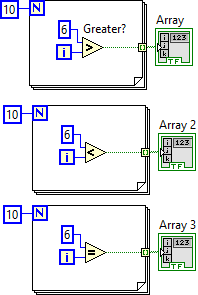 Array
10 N
6 Greater?
i >
i 123
j
k
TF
Array 2
10 N
6
i <
i 123
j
k
TF
Array 3
10 N
6
i =
i 123
j
k
TF